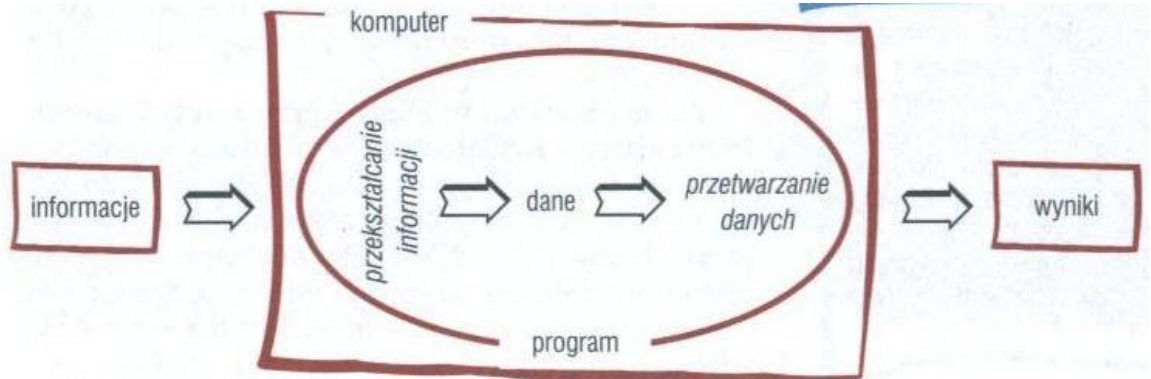 komputer
informacje
przekształcanie
informacji
dane
przetwarzanie
danych
wyniki
program